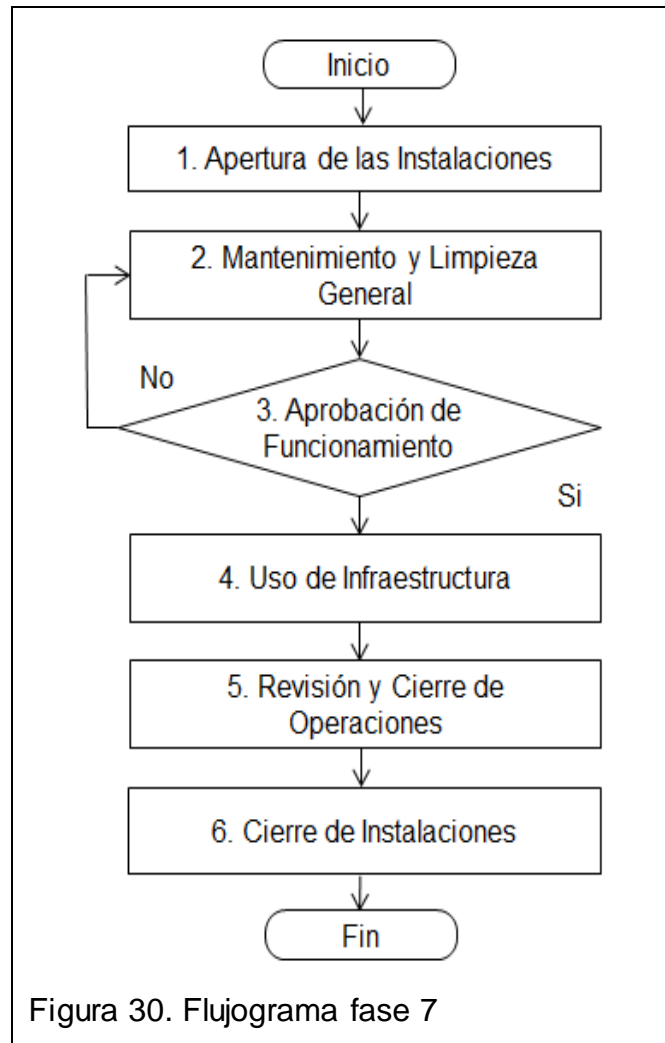 Inicio
1. Apertura de las Instalaciones
2. Mantenimiento y Limpieza
General
No
3. Aprobación de
Funcionamiento
Si
4. Uso de Infraestructura
5. Revisión y Cierre de
Operaciones
6. Cierre de Instalaciones
Fin
Figura 30. Flujograma fase 7